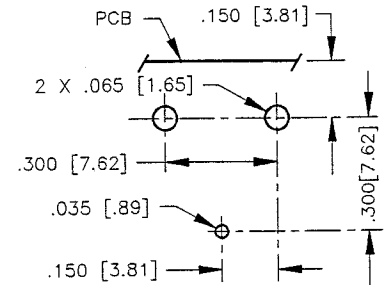 PCB
.150 [3.81]
2 X .065 [1.65]
.300 [7.62]
.300[7.62]
.035 [.89]
.150 [3.81]